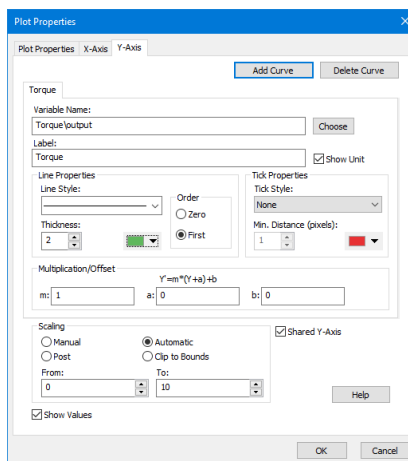 Plot Properties
Plot Properties X-Axis Y-Axis
Add Curve Delete Curve
Torque
Variable Name:
Torque\output Choose
Label:
Torque Show Unit
Line Properties Tick Properties
Line Style: Order Tick Style:
Zero None
Thickness: First Min. Distance (pixels):
2 1
Multiplication/Offset
Y'=m*(Y+a)+b
m: 1 a: 0 b: 0
Scaling Shared Y-Axis
Manual Automatic
Post Clip to Bounds
From: To:
0 10 Help
Show Values
OK Cancel